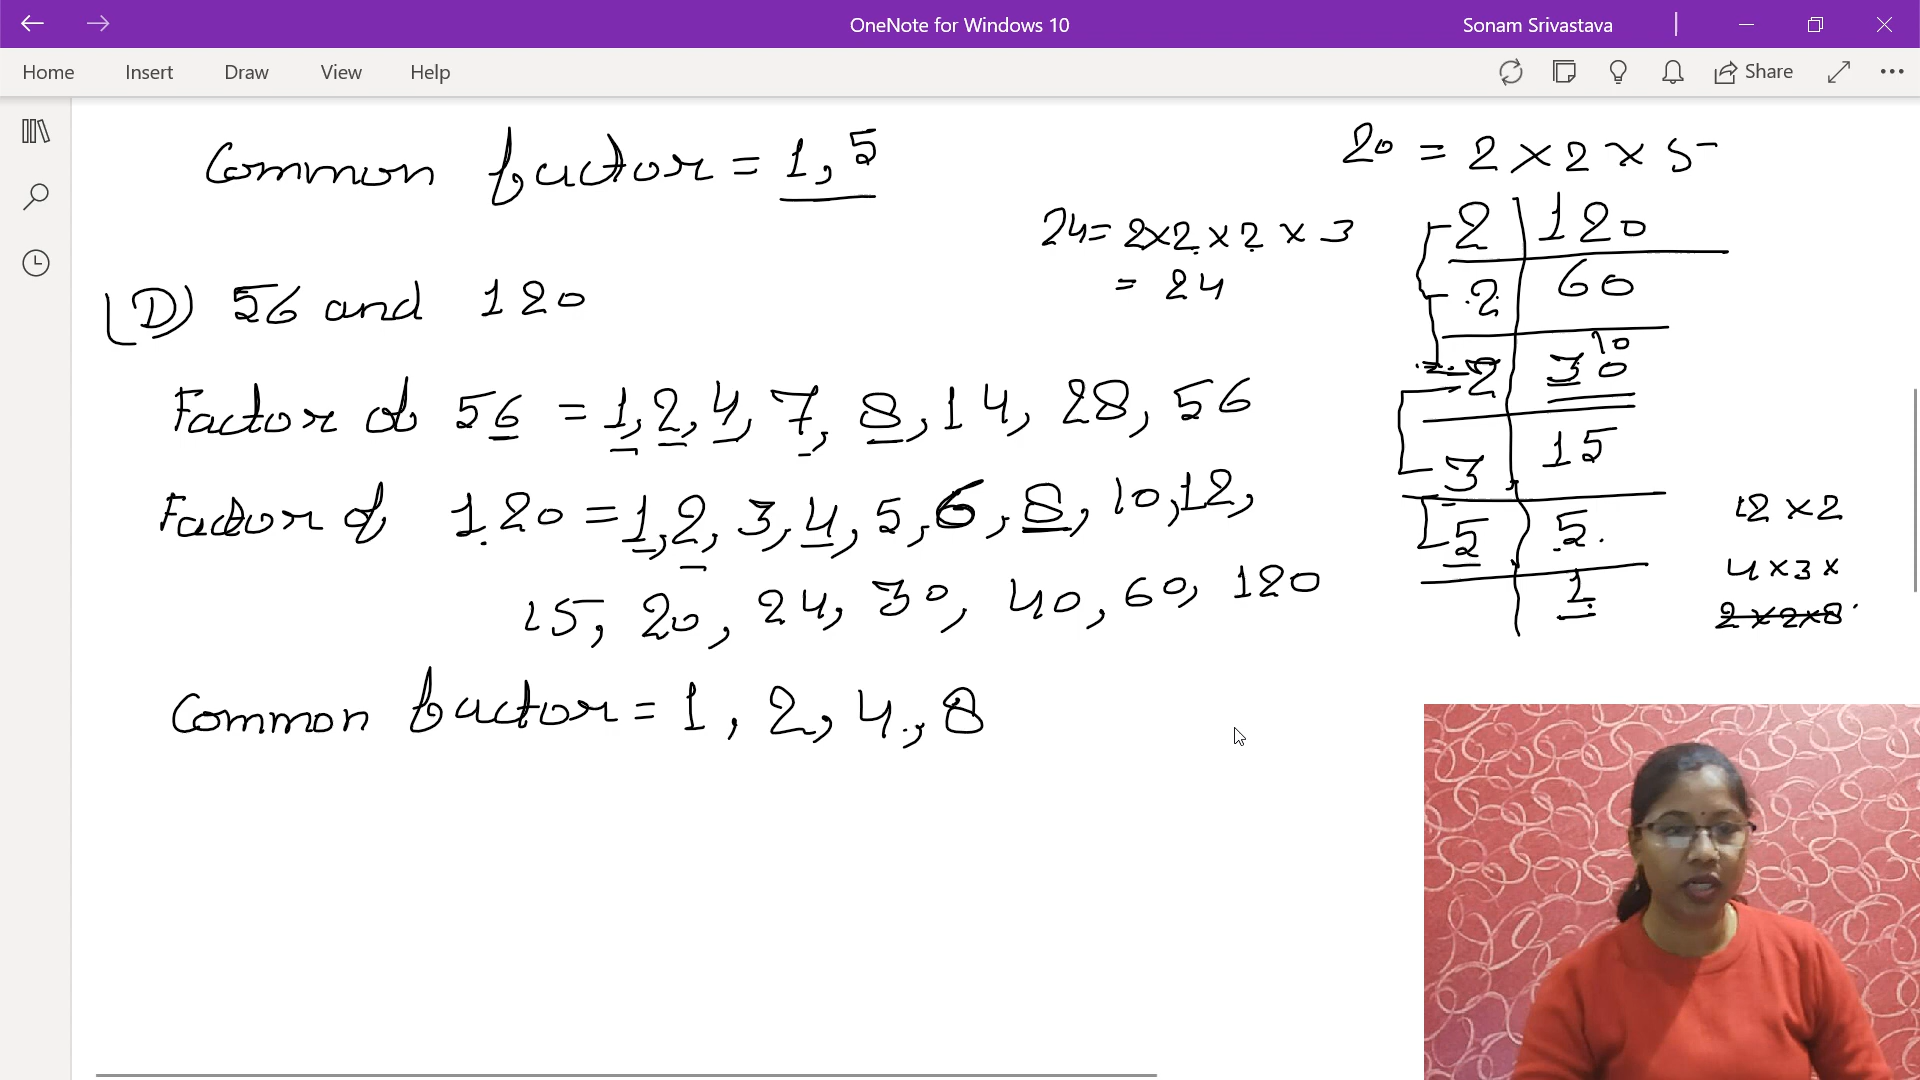 OneNote for Windows 10
Sonam Srivastava
Home Insert Draw View Help
Share
Common factor = 1, 5
(D) 56 and 120
Factor of 56 = 1, 2, 4, 7, 8, 14, 28, 56
Factor of 120 = 1, 2, 3, 4, 5, 6, 8, 10, 12,
15, 20, 24, 30, 40, 60, 120
Common factor = 1, 2, 4, 8
20 = 2 × 2 × 5
24 = 2×2 × 2 × 3
= 24
2 | 120
2 | 60
2 | 30
10
3 | 15
5 | 5
1
12 × 2
4 × 3 ×
2 × 2 × 8